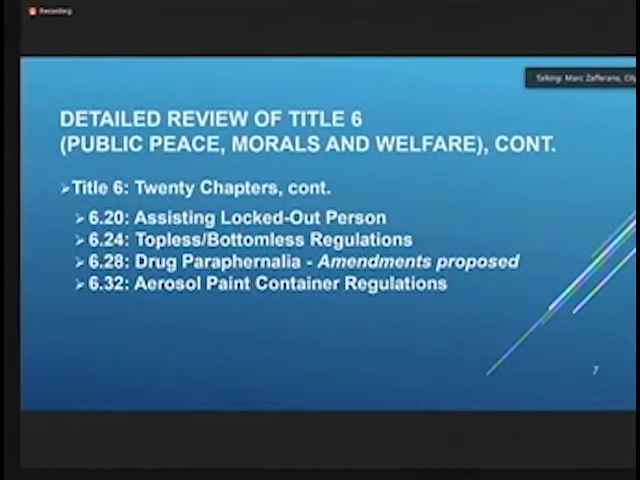 Recording
Talking: Marc Zafferano, City
DETAILED REVIEW OF TITLE 6
(PUBLIC PEACE, MORALS AND WELFARE), CONT.
➢Title 6: Twenty Chapters, cont.
➢ 6.20: Assisting Locked-Out Person
➢ 6.24: Topless/Bottomless Regulations
➢ 6.28: Drug Paraphernalia - Amendments proposed
➢ 6.32: Aerosol Paint Container Regulations
7